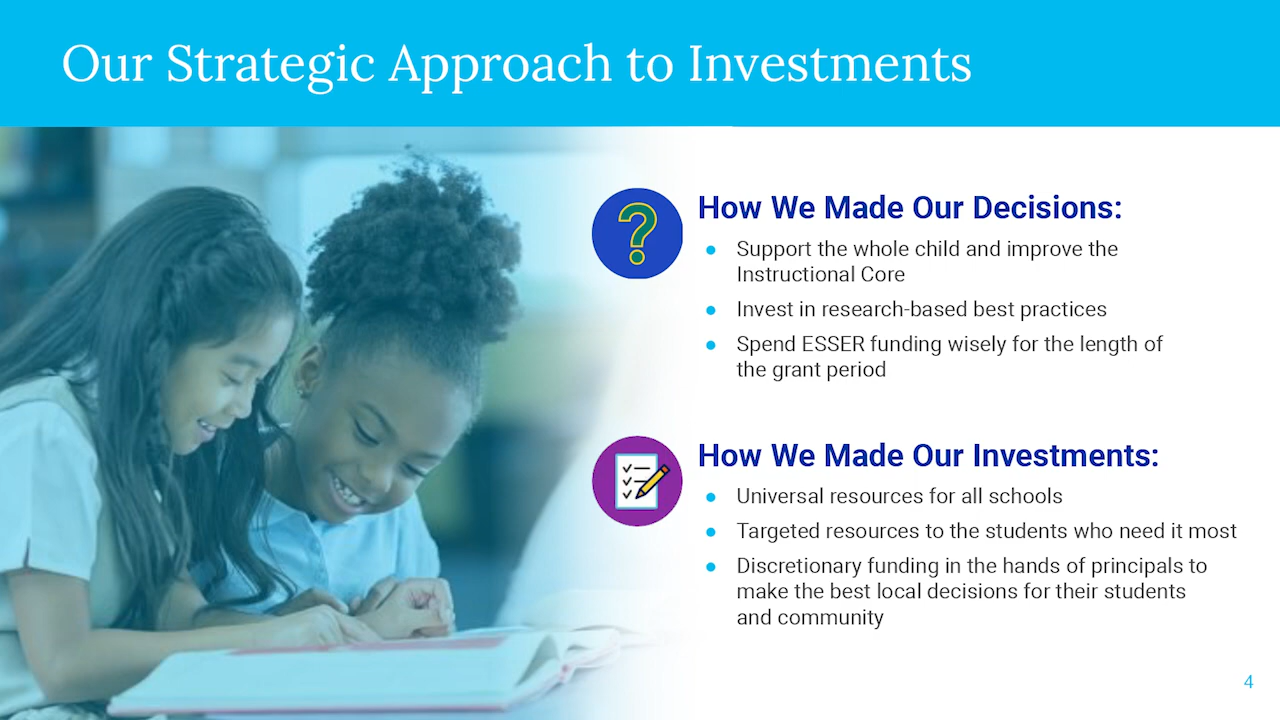 Our Strategic Approach to Investments
How We Made Our Decisions:
● Support the whole child and improve the
Instructional Core
● Invest in research-based best practices
● Spend ESSER funding wisely for the length of
the grant period
How We Made Our Investments:
● Universal resources for all schools
● Targeted resources to the students who need it most
● Discretionary funding in the hands of principals to
make the best local decisions for their students
and community
4